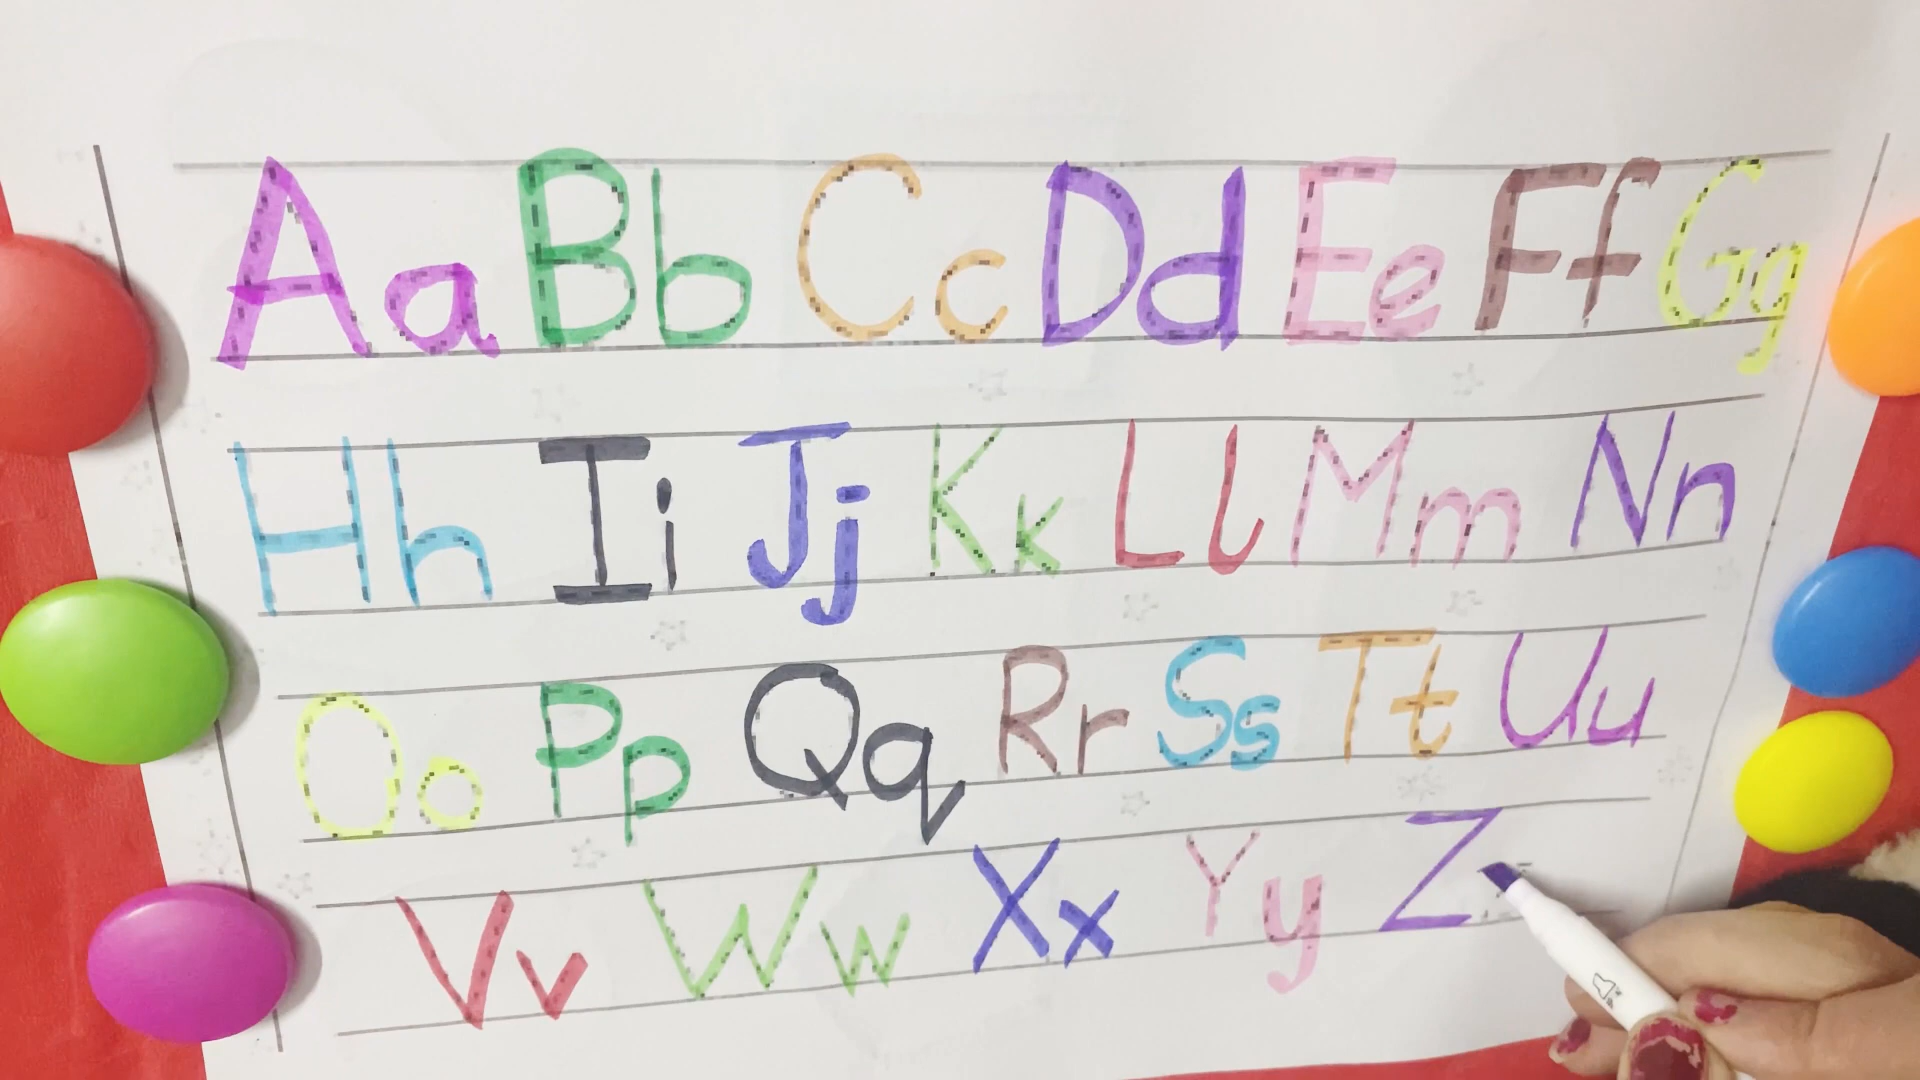 Aa Bb Cc Dd Ee Ff Gg
Hh Ii Jj Kk Ll Mm Nn
Oo Pp Qq Rr Ss Tt Uu
Vv Ww Xx Yy Z